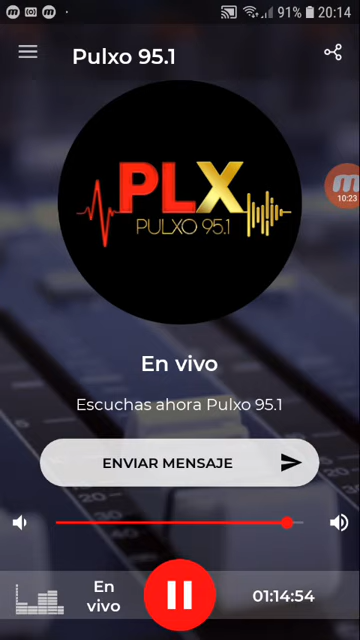 91% 20:14
Pulxo 95.1
PLX
PULXO 95.1
10:23
En vivo
Escuchas ahora Pulxo 95.1
ENVIAR MENSAJE
En
vivo
01:14:54